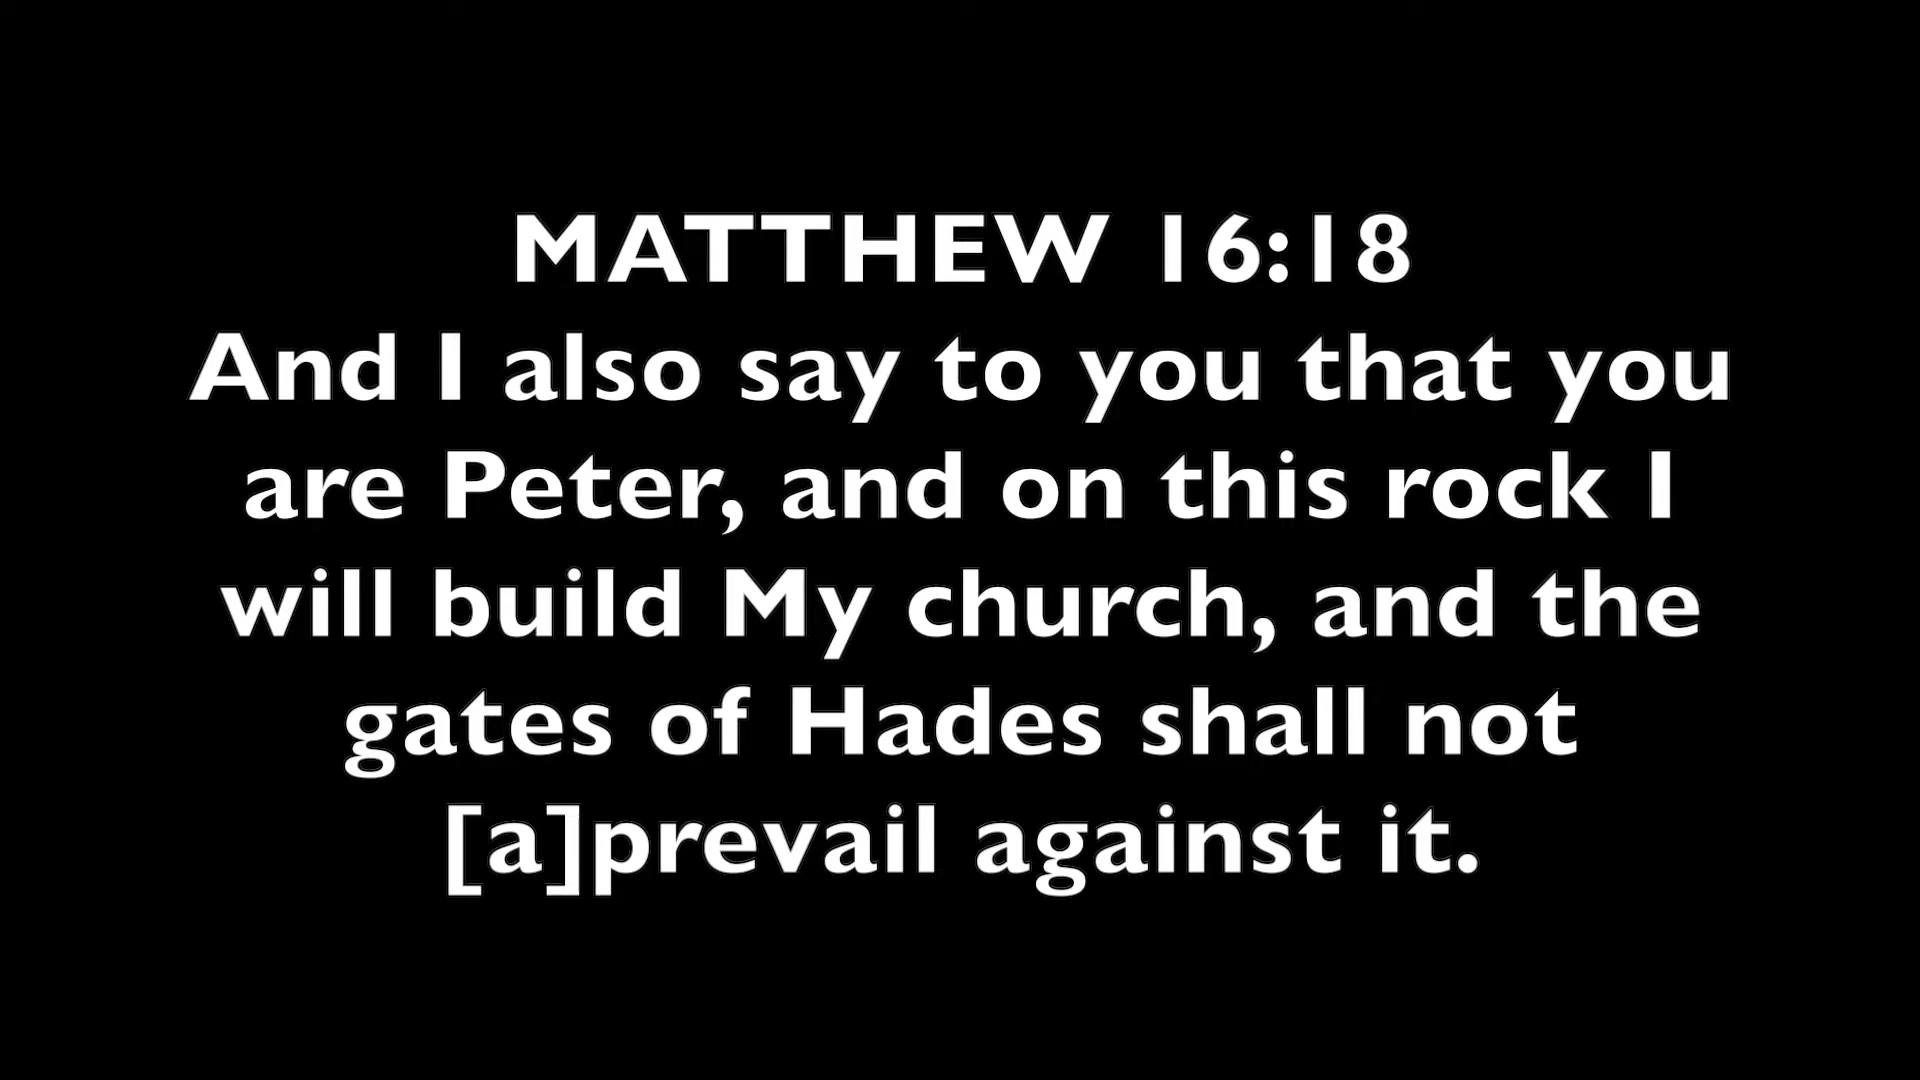 MATTHEW 16:18
And I also say to you that you
are Peter, and on this rock I
will build My church, and the
gates of Hades shall not
[a]prevail against it.